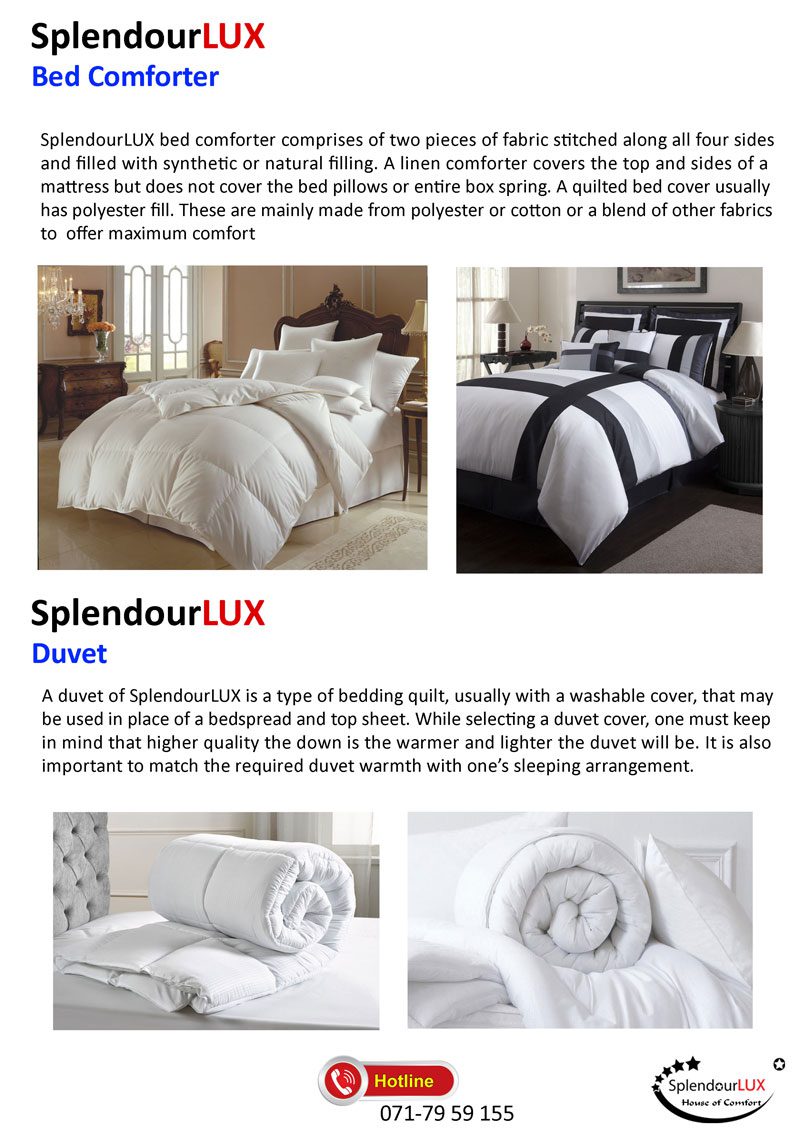 SplendourLUX
Bed Comforter
SplendourLUX bed comforter comprises of two pieces of fabric stitched along all four sides
and filled with synthetic or natural filling. A linen comforter covers the top and sides of a
mattress but does not cover the bed pillows or entire box spring. A quilted bed cover usually
has polyester fill. These are mainly made from polyester or cotton or a blend of other fabrics
to offer maximum comfort
SplendourLUX
Duvet
A duvet of SplendourLUX is a type of bedding quilt, usually with a washable cover, that may
be used in place of a bedspread and top sheet. While selecting a duvet cover, one must keep
in mind that higher quality the down is the warmer and lighter the duvet will be. It is also
important to match the required duvet warmth with one’s sleeping arrangement.
Hotline
071-79 59 155
SplendourLUX
House of Comfort